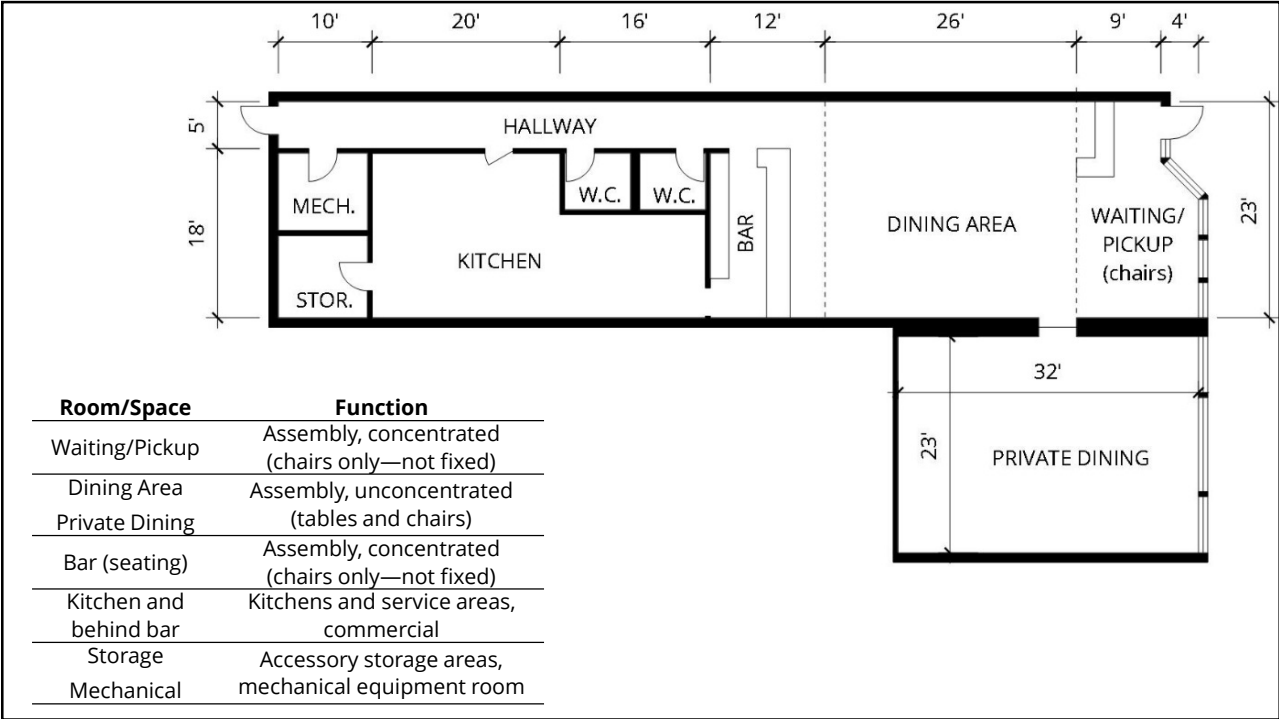 10' 20' 16' 12' 26' 9' 4'
5'
HALLWAY
MECH.
W.C. W.C.
18'
BAR
DINING AREA
WAITING/
PICKUP
(chairs)
23'
KITCHEN
STOR.
32'
23'
PRIVATE DINING
Room/Space Function
Waiting/Pickup
Assembly, concentrated
(chairs only—not fixed)
Dining Area
Private Dining
Assembly, unconcentrated
(tables and chairs)
Bar (seating)
Assembly, concentrated
(chairs only—not fixed)
Kitchen and
behind bar
Kitchens and service areas,
commercial
Storage
Mechanical
Accessory storage areas,
mechanical equipment room